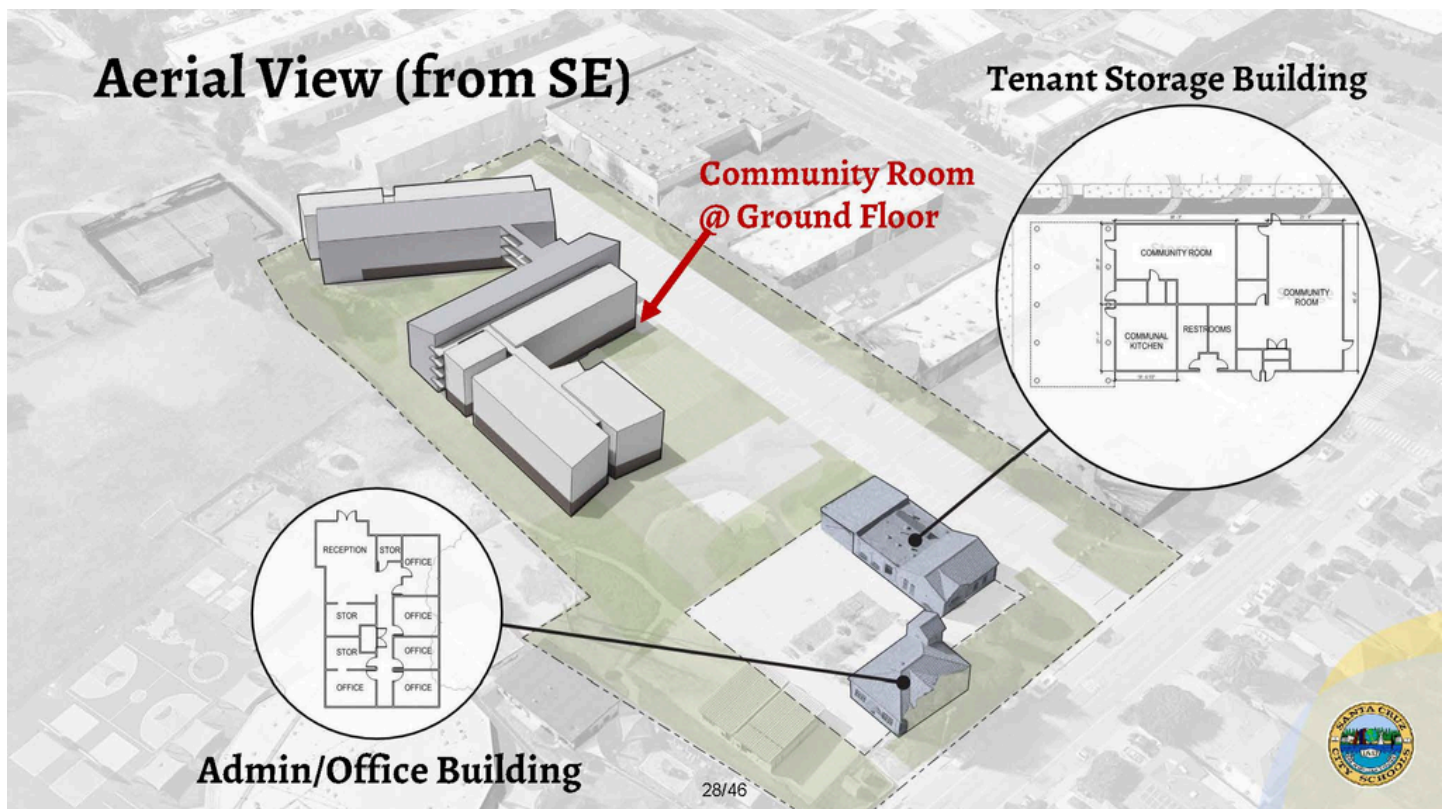 Aerial View (from SE)
Tenant Storage Building
Community Room
@ Ground Floor
COMMUNITY ROOM
COMMUNITY
ROOM
COMMUNAL
KITCHEN
RESTROOMS
RECEPTION
STOR
OFFICE
STOR
OFFICE
STOR
OFFICE
OFFICE
OFFICE
Admin/Office Building
28/46
SANTA CRUZ
CITY SCHOOLS